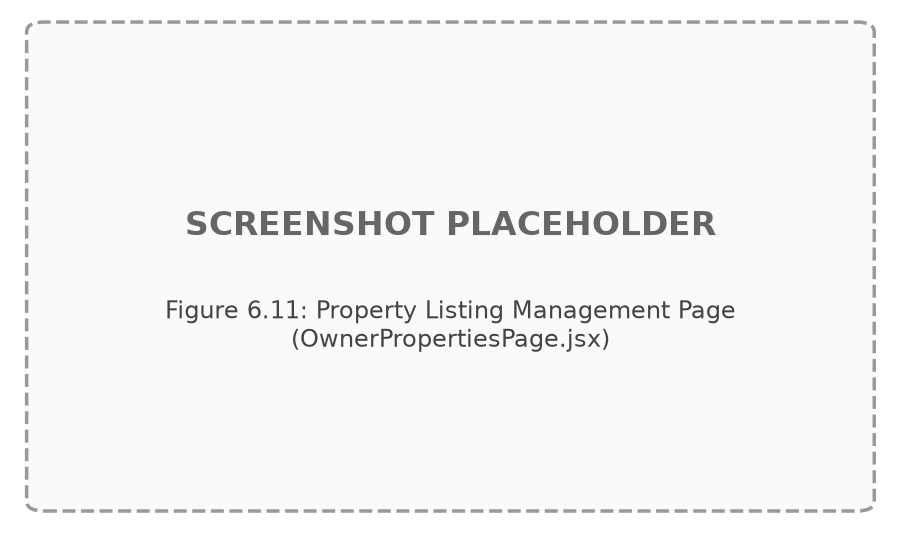 SCREENSHOT PLACEHOLDER
Figure 6.11: Property Listing Management Page
(OwnerPropertiesPage.jsx)